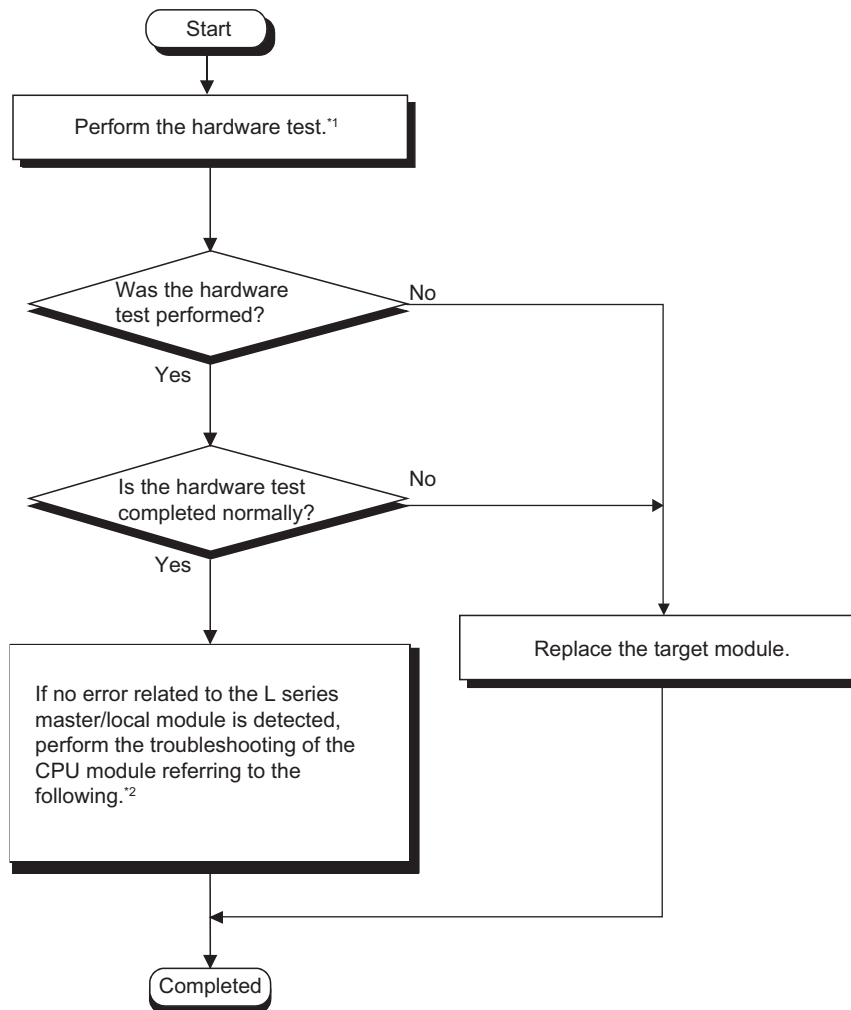 Start
Perform the hardware test.*1
Was the hardware
test performed?
No
Yes
Is the hardware test
completed normally?
No
Yes
Replace the target module.
If no error related to the L series
master/local module is detected,
perform the troubleshooting of the
CPU module referring to the
following.*2
Completed